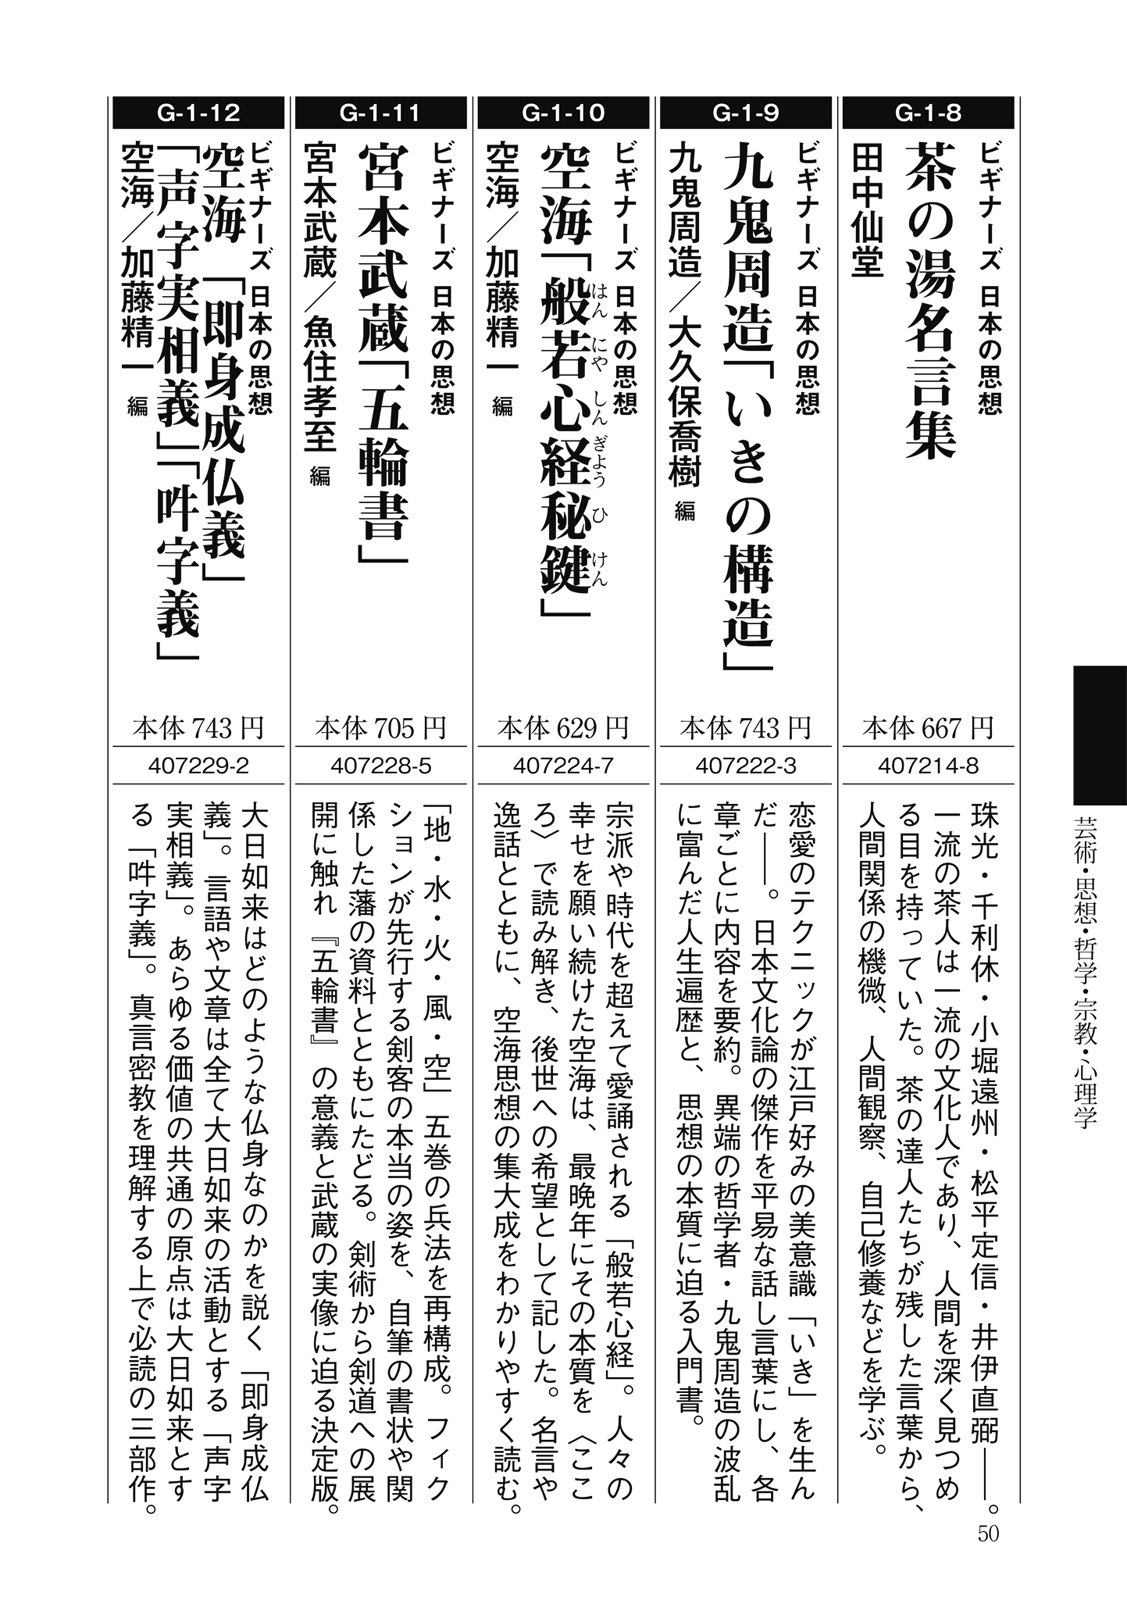 G-1-8
ビギナーズ 日本の思想
茶の湯名言集
田中仙堂
本体667円
407214-8
珠光・千利休・小堀遠州・松平定信・井伊直弼――。
一流の茶人は一流の文化人であり、人間を深く見つめ
る目を持っていた。茶の達人たちが残した言葉から、
人間関係の機微、人間観察、自己修養などを学ぶ。
G-1-9
ビギナーズ 日本の思想
九鬼周造「いきの構造」
九鬼周造／大久保喬樹 編
本体743円
407222-3
恋愛のテクニックが江戸好みの美意識「いき」を生ん
だ――。日本文化論の傑作を平易な話し言葉にし、各
章ごとに内容を要約。異端の哲学者・九鬼周造の波乱
に富んだ人生遍歴と、思想の本質に迫る入門書。
G-1-10
ビギナーズ 日本の思想
空海「般若心経秘鍵」
はんにやしんぎようひけん
空海／加藤精一 編
本体629円
407224-7
宗派や時代を超えて愛誦される「般若心経」。人々の
幸せを願い続けた空海は、最晩年にその本質を〈ここ
ろ〉で読み解き、後世への希望として記した。名言や
逸話とともに、空海思想の集大成をわかりやすく読む。
G-1-11
ビギナーズ 日本の思想
宮本武蔵「五輪書」
宮本武蔵／魚住孝至 編
本体705円
407228-5
「地・水・火・風・空」五巻の兵法を再構成。フィク
ションが先行する剣客の本当の姿を、自筆の書状や関
係した藩の資料とともにたどる。剣術から剣道への展
開に触れ『五輪書』の意義と武蔵の実像に迫る決定版。
G-1-12
ビギナーズ 日本の思想
空海「即身成仏義」
「声字実相義」「吽字義」
空海／加藤精一 編
本体743円
407229-2
大日如来はどのような仏身なのかを説く「即身成仏
義」。言語や文章は全て大日如来の活動とする「声字
実相義」。あらゆる価値の共通の原点は大日如来とす
る「吽字義」。真言密教を理解する上で必読の三部作。
芸術・思想・哲学・宗教・心理学
50